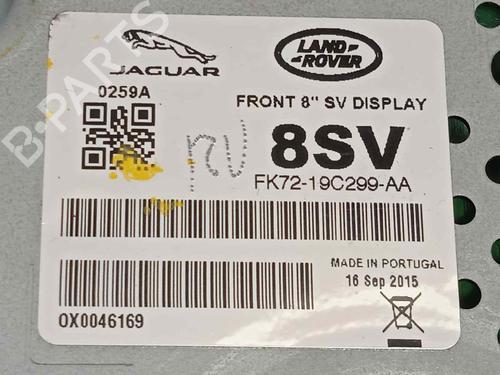 JAGUAR
LAND ROVER
0259A
FRONT 8" SV DISPLAY
8SV
FK72-19C299-AA
MADE IN PORTUGAL
16 Sep 2015
OX0046169
B-PARTS